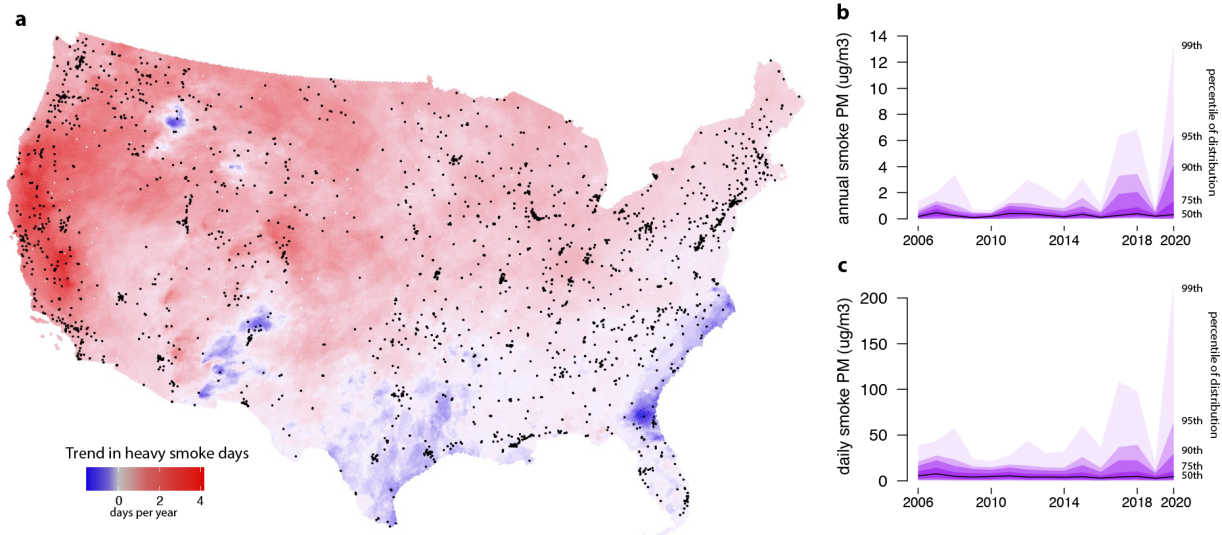 a
Trend in heavy smoke days
0 2 4
days per year
b
annual smoke PM (ug/m3)
14
12
10
8
6
4
2
0
2006 2010 2014 2018 2020
99th
95th
90th
75th
50th
percentile of distribution
c
daily smoke PM (ug/m3)
200
150
100
50
0
2006 2010 2014 2018 2020
99th
95th
90th
75th
50th
percentile of distribution